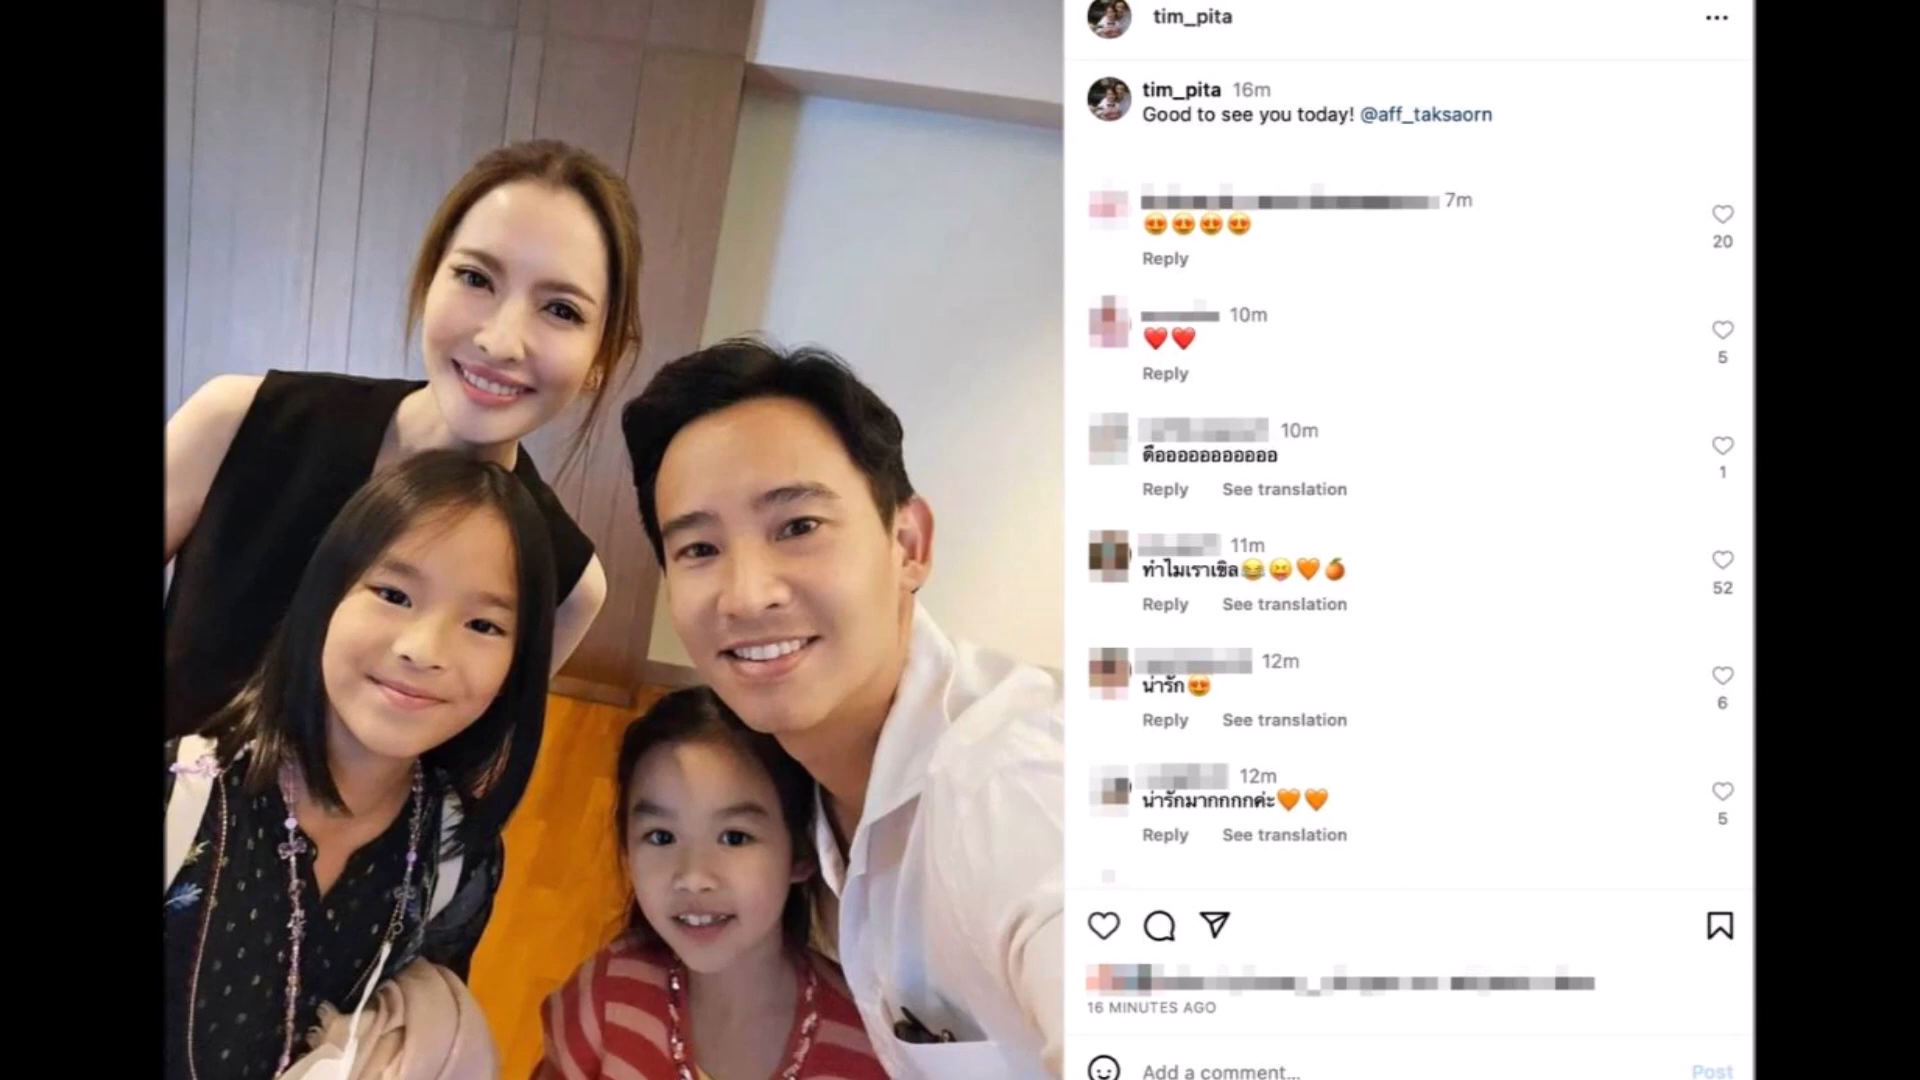 tim_pita
tim_pita 16m
Good to see you today! @aff_taksaorn
7m
😍😍😍😍
20
Reply
10m
❤️❤️
5
Reply
10m
ดืออออออออออออ
1
Reply See translation
11m
ทำไมเราเขิล😂😝🧡🍊
52
Reply See translation
12m
น่ารัก😍
6
Reply See translation
12m
น่ารักมากกกกค่ะ🧡🧡
5
Reply See translation
16 MINUTES AGO
Add a comment...
Post